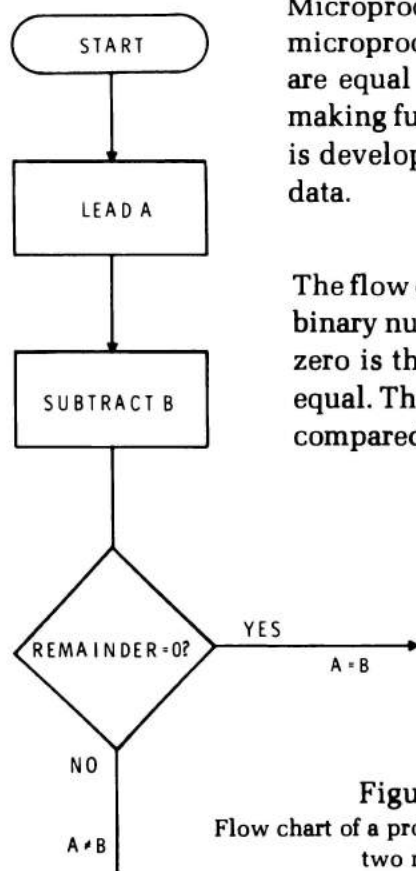 START
LEAD A
SUBTRACT B
REMAINDER=0?
YES
A = B
NO
A ≠ B
microproc
are equal
making fu
is develop
data.
The flow
binary nu
zero is th
equal. Th
compared
Figu
Flow chart of a pro
two